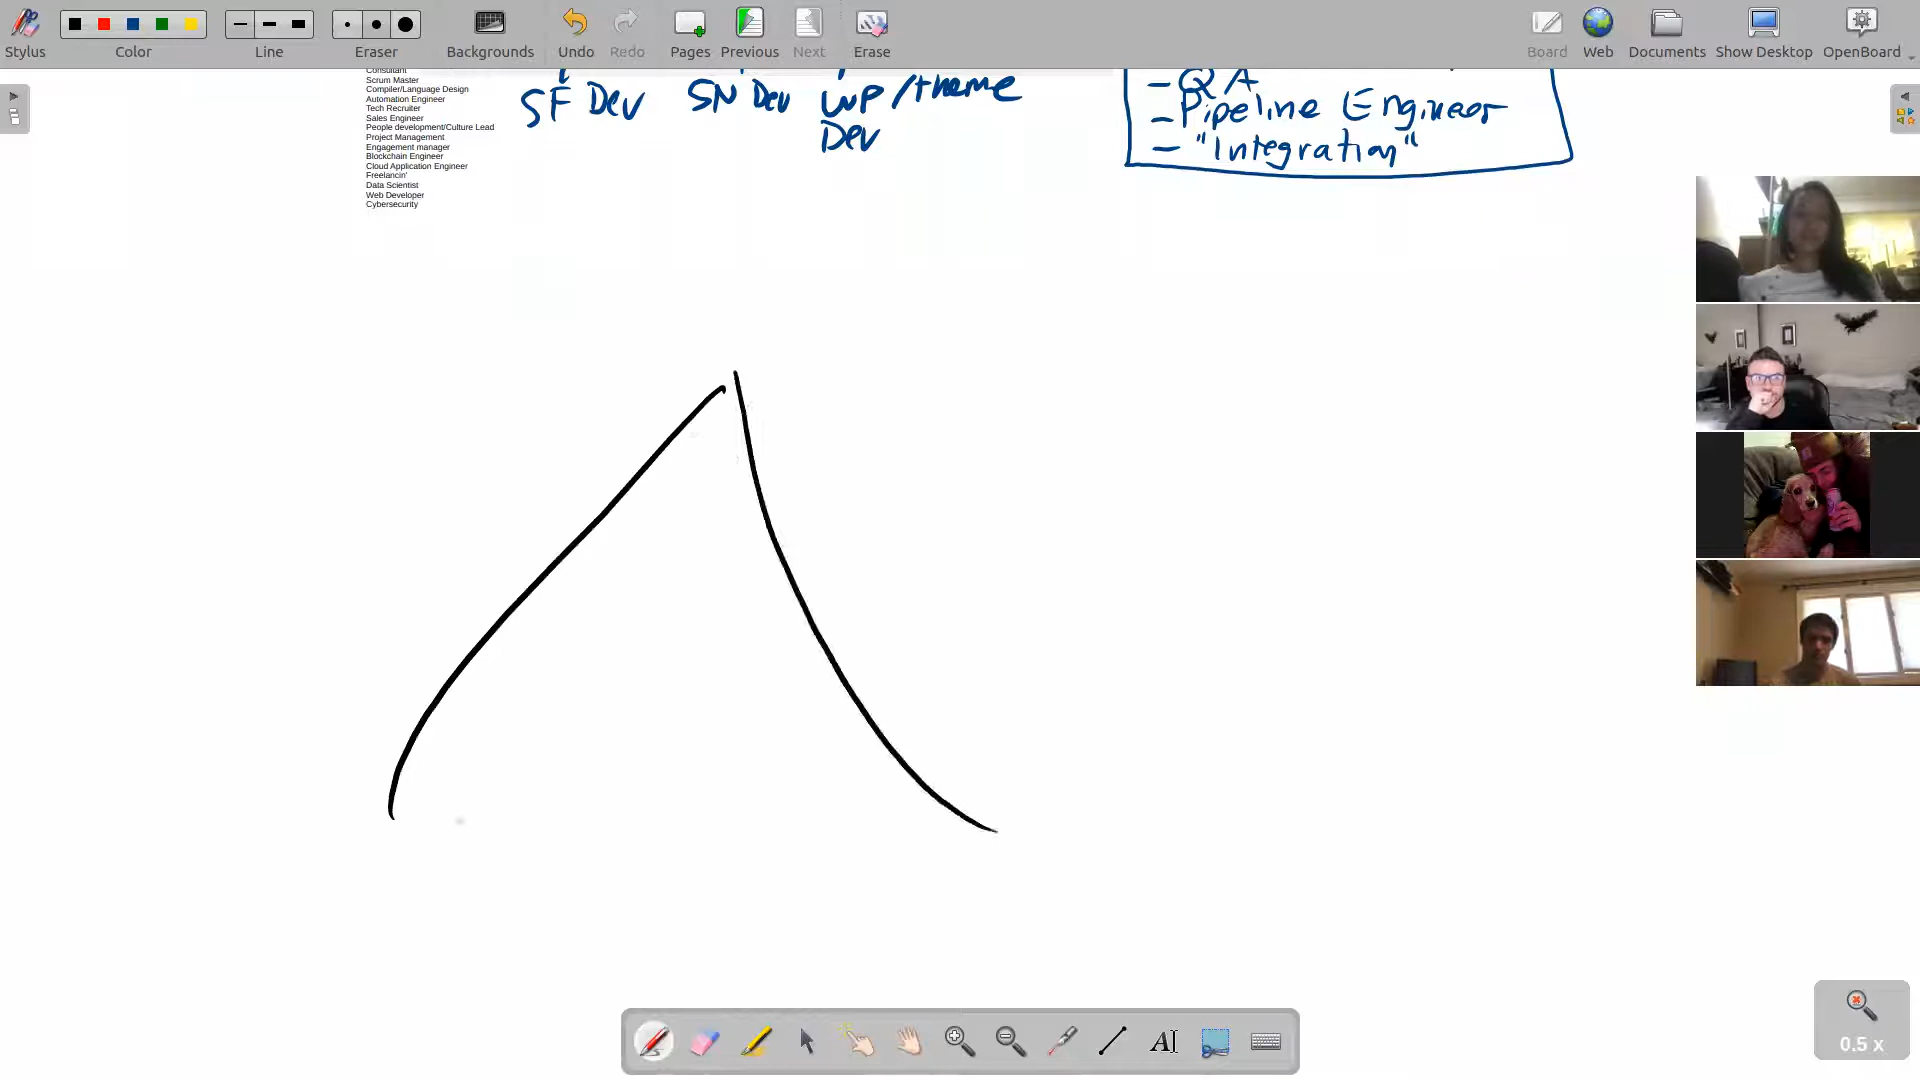 Stylus
Color
Line
Eraser
Backgrounds
Undo
Redo
Pages
Previous
Next
Erase
Board
Web
Documents
Show Desktop
OpenBoard
Consultant
Scrum Master
Compiler/Language Design
Automation Engineer
Tech Recruiter
Sales Engineer
People development/Culture Lead
Project Management
Engagement manager
Blockchain Engineer
Cloud Application Engineer
Freelancin'
Data Scientist
Web Developer
Cybersecurity
SF Dev
SN Dev
WP/theme
Dev
- QA
- Pipeline Engineer
- "Integration"
AI
0.5 x